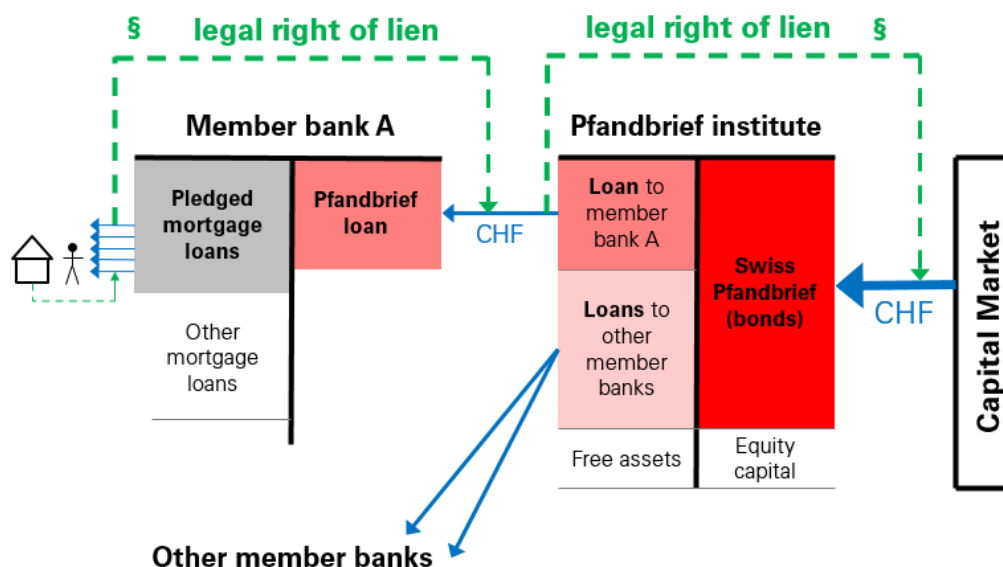 § legal right of lien
legal right of lien §
Member bank A
Pfandbrief institute
Pledged
mortgage
loans
Pfandbrief
loan
CHF
Loan to
member
bank A
Swiss
Pfandbrief
(bonds)
CHF
Capital Market
Other
mortgage
loans
Loans to
other
member
banks
Free assets
Equity
capital
Other member banks